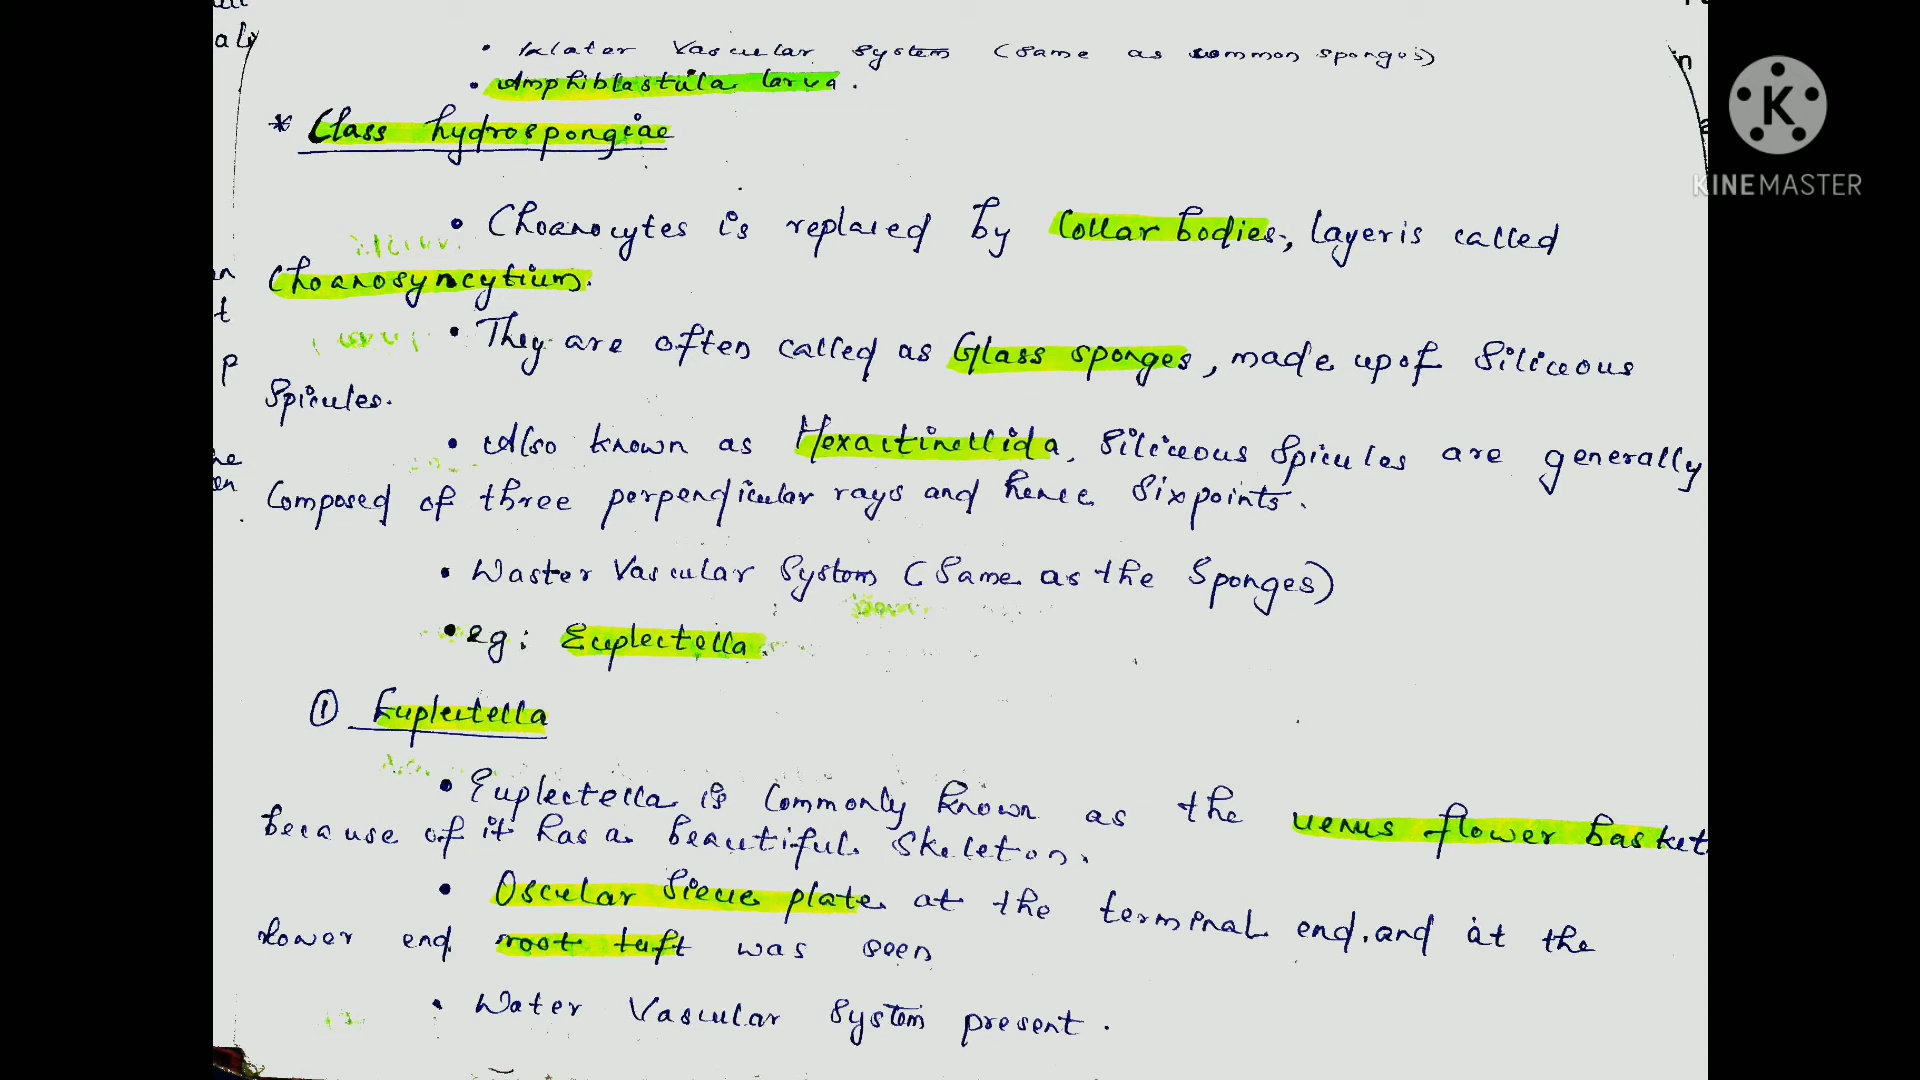 • Water Vascular System (Same as common sponges)
• Amphiblastula larva.
* Class hydrospongiae
• Choanocytes is replaced by Collar bodies, layer is called
Choanosyncytium.
• They are often called as Glass sponges, made up of Siliceous
Spicules.
• Also known as Hexactinellida, Siliceous Spicules are generally
Composed of three perpendicular rays and hence Six points.
• Waster Vascular System (Same as the Sponges)
• eg: Euplectella.
① Euplectella
• Euplectella is Commonly known as the venus flower basket
because of it has a beautiful Skeleton.
• Oscular Sieve plate at the terminal end. and at the
lower end root tuft was seen
• Water Vascular System present.
K
KINEMASTER